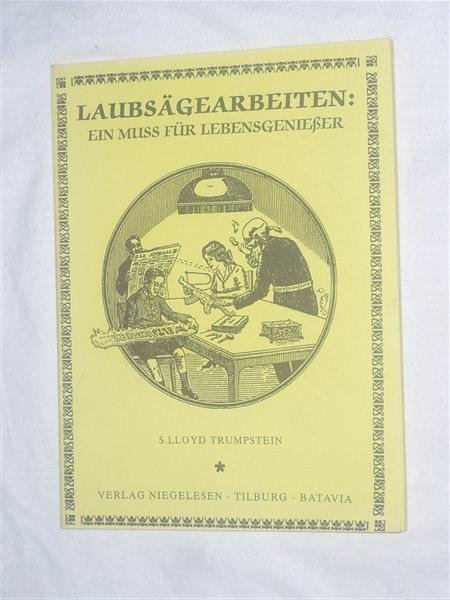 LAUBSÄGEARBEITEN:
EIN MUSS FÜR LEBENSGENIEßER
S.LLOYD TRUMPSTEIN
*
VERLAG NIEGELESEN - TILBURG - BATAVIA